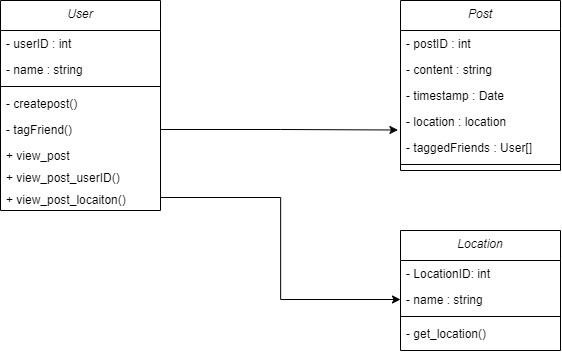 User
- userID : int
- name : string
- createpost()
- tagFriend()
+ view_post
+ view_post_userID()
+ view_post_locaiton()
Post
- postID : int
- content : string
- timestamp : Date
- location : location
- taggedFriends : User[]
Location
- LocationID: int
- name : string
- get_location()